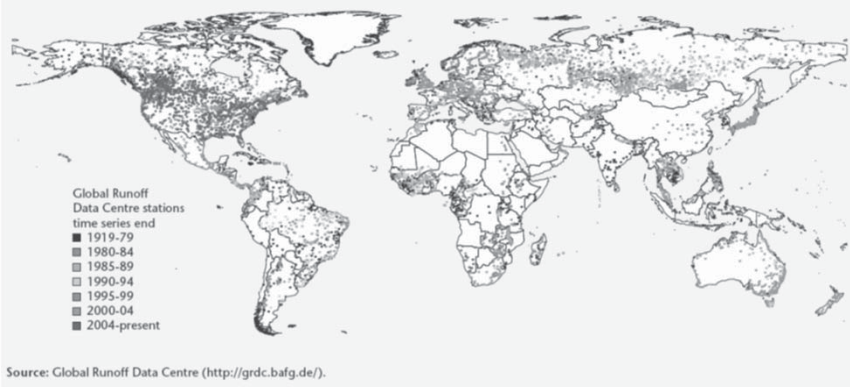 Global Runoff
Data Centre stations
time series end
1919-79
1980-84
1985-89
1990-94
1995-99
2000-04
2004-present
Source: Global Runoff Data Centre (http://grdc.bafg.de/).